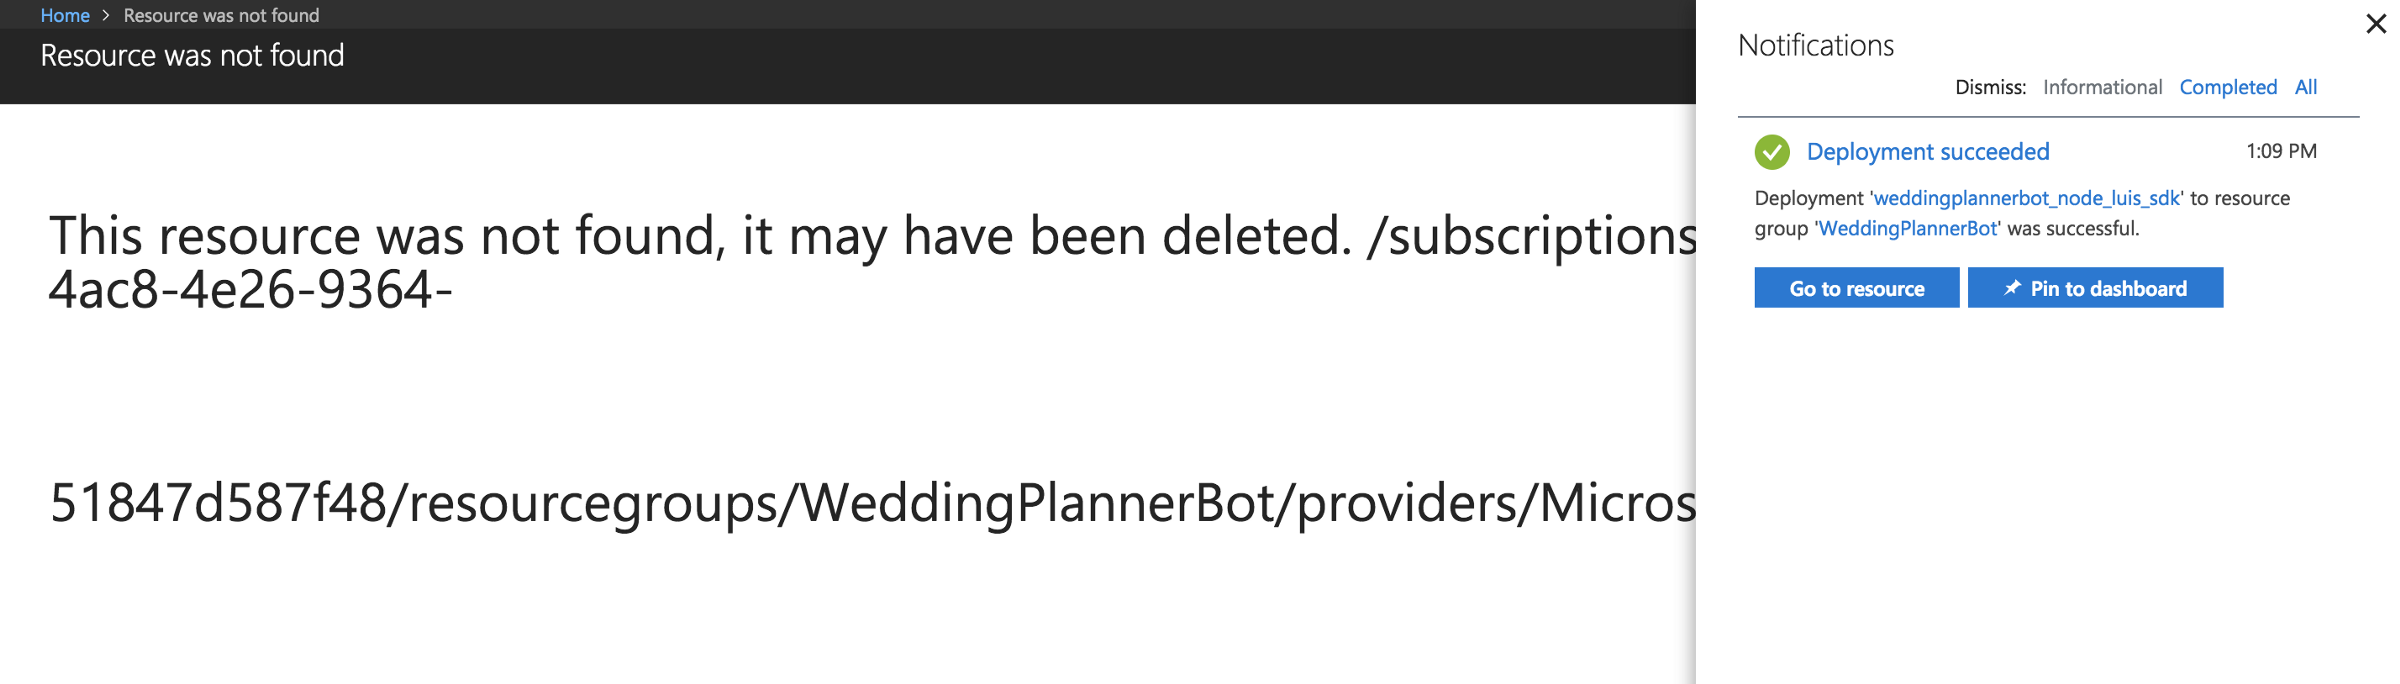 Home > Resource was not found
Resource was not found
This resource was not found, it may have been deleted. /subscriptions
4ac8-4e26-9364-
51847d587f48/resourcegroups/WeddingPlannerBot/providers/Micros
Notifications
Dismiss: Informational Completed All
Deployment succeeded 1:09 PM
Deployment 'weddingplannerbot_node_luis_sdk' to resource
group 'WeddingPlannerBot' was successful.
Go to resource Pin to dashboard